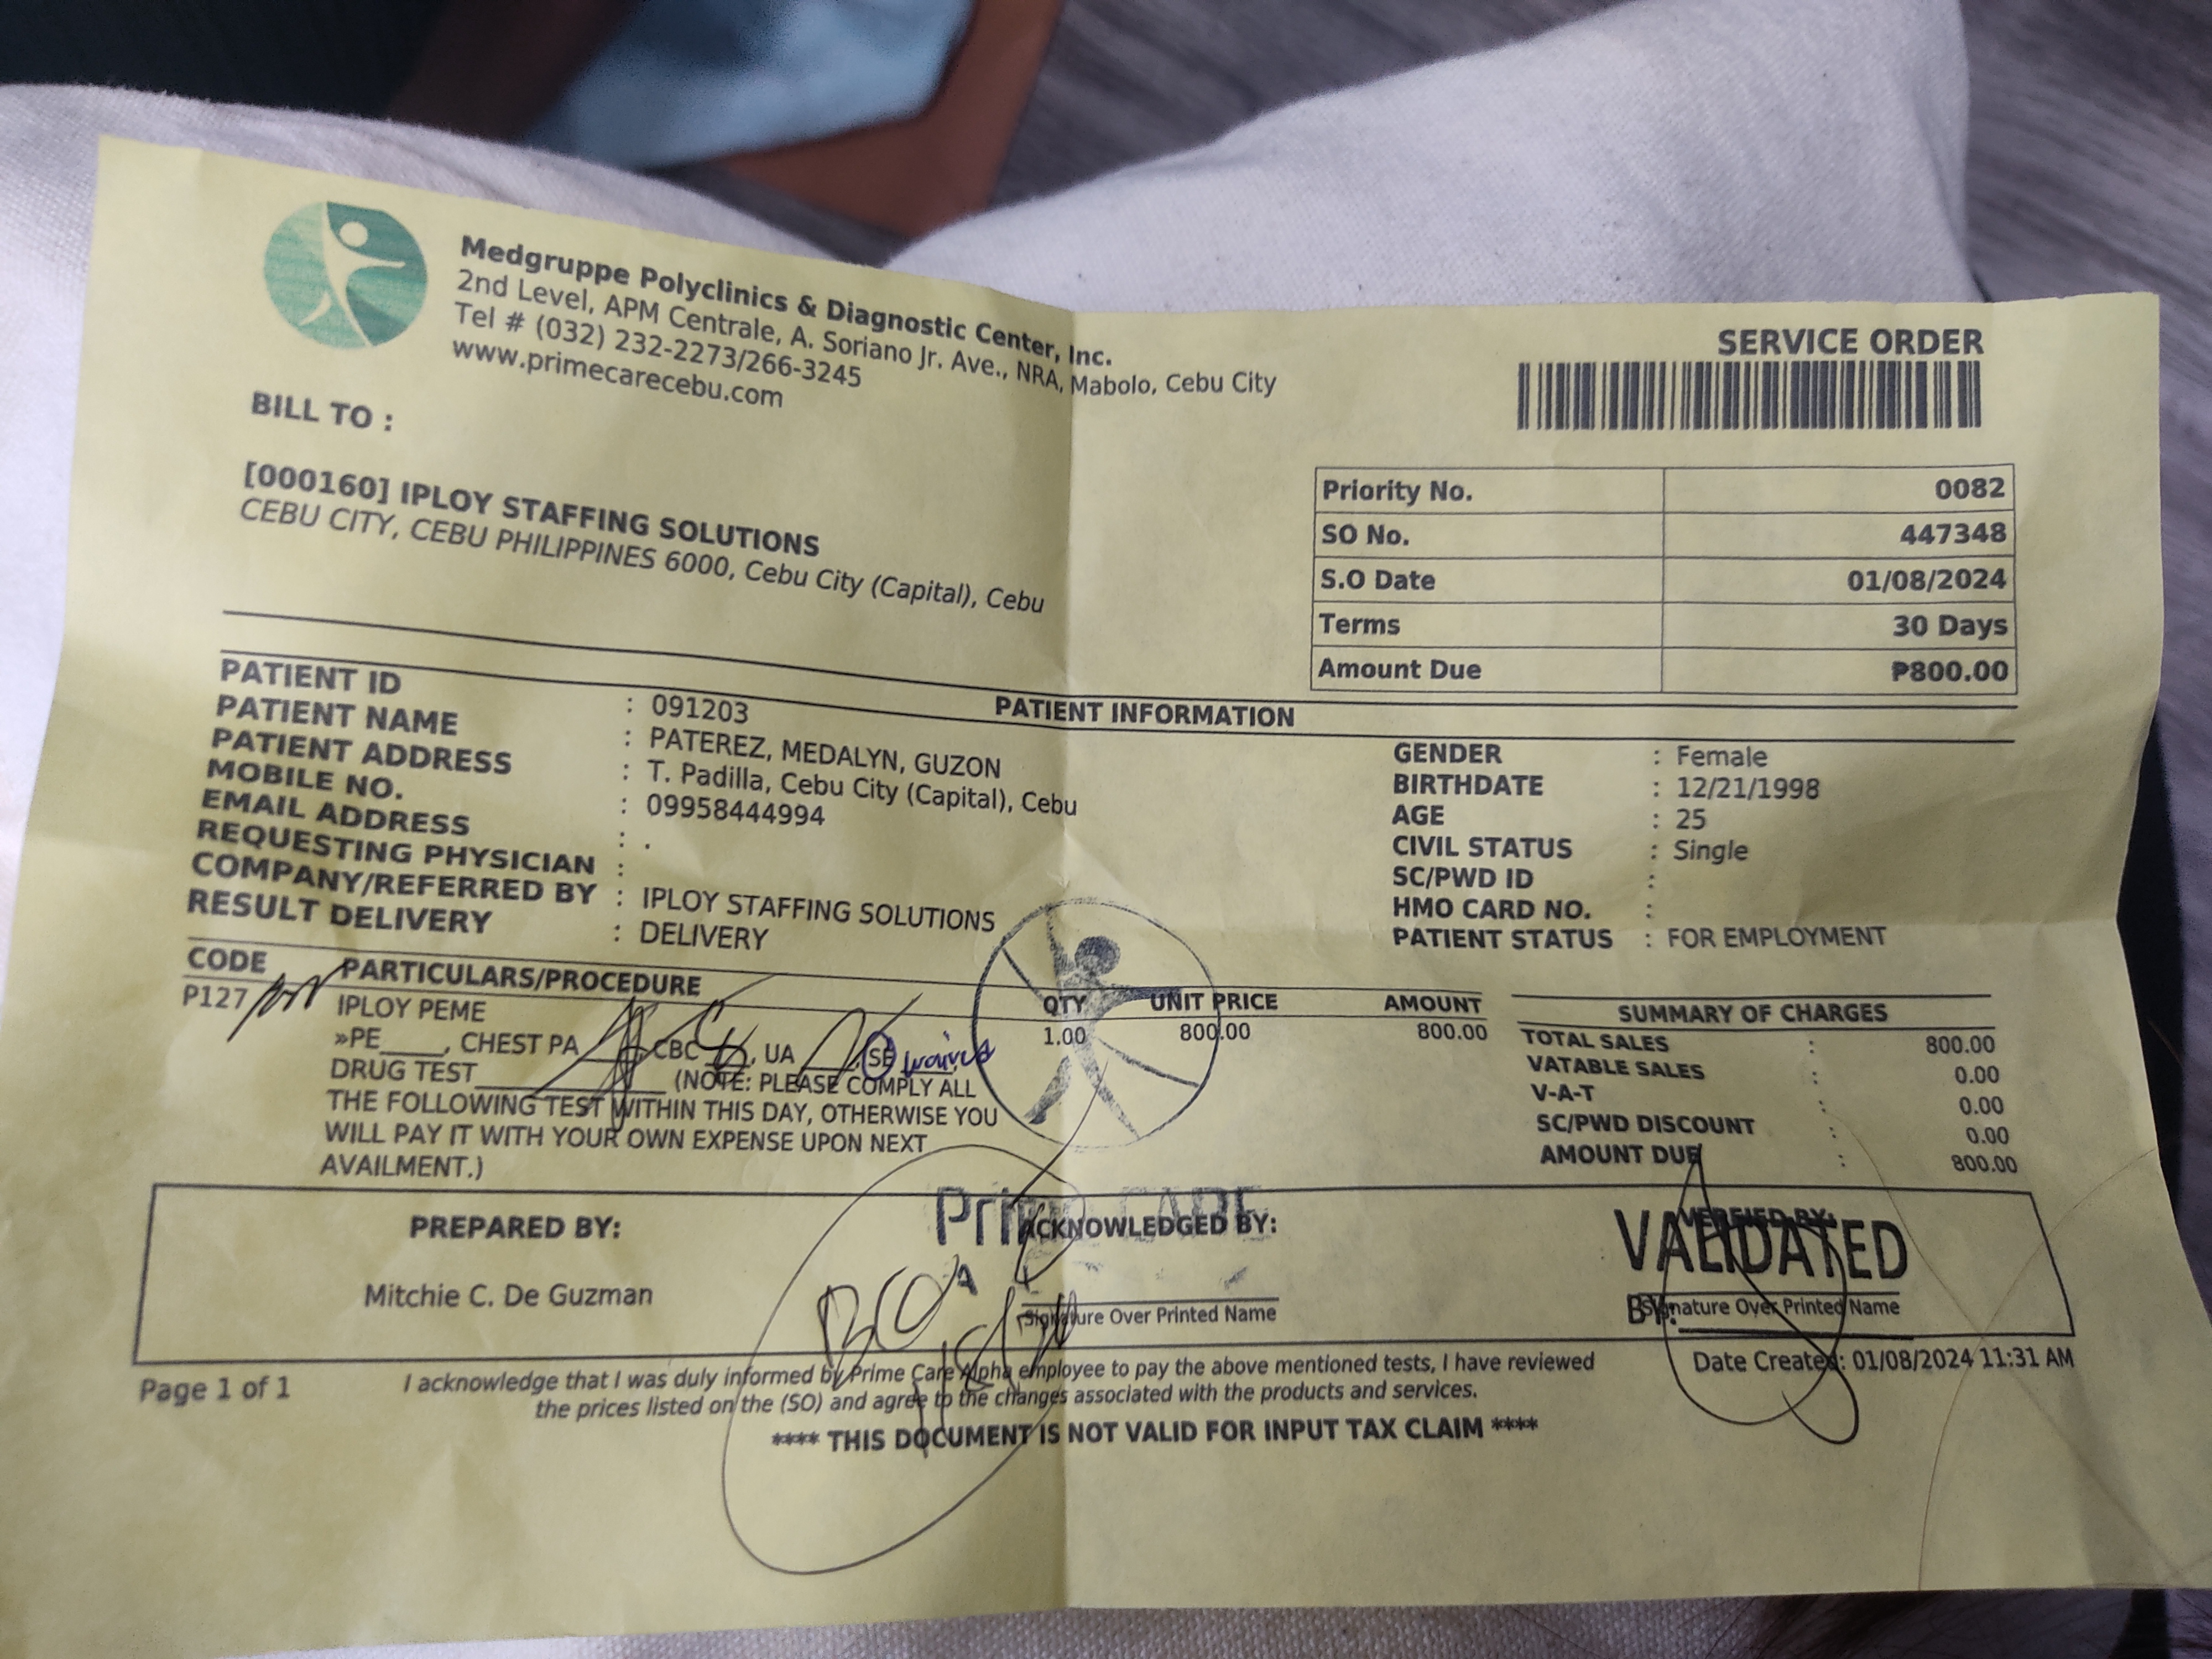 Medgruppe Polyclinics & Diagnostic Center, Inc.
2nd Level, APM Centrale, A. Soriano Jr. Ave., NRA, Mabolo, Cebu City
Tel # (032) 232-2273/266-3245
www.primecarecebu.com
SERVICE ORDER
BILL TO :
[000160] IPLOY STAFFING SOLUTIONS
CEBU CITY, CEBU PHILIPPINES 6000, Cebu City (Capital), Cebu
Priority No. 0082
SO No. 447348
S.O Date 01/08/2024
Terms 30 Days
Amount Due ₱800.00
PATIENT INFORMATION
PATIENT ID : 091203
PATIENT NAME : PATEREZ, MEDALYN, GUZON
PATIENT ADDRESS : T. Padilla, Cebu City (Capital), Cebu
MOBILE NO. : 09958444994
EMAIL ADDRESS : .
REQUESTING PHYSICIAN :
COMPANY/REFERRED BY : IPLOY STAFFING SOLUTIONS
RESULT DELIVERY : DELIVERY
GENDER : Female
BIRTHDATE : 12/21/1998
AGE : 25
CIVIL STATUS : Single
SC/PWD ID :
HMO CARD NO. :
PATIENT STATUS : FOR EMPLOYMENT
CODE PARTICULARS/PROCEDURE QTY UNIT PRICE AMOUNT
P127 IPLOY PEME 1.00 800.00 800.00
»PE____, CHEST PA____, CBC____, UA____, SE waived
DRUG TEST______________ (NOTE: PLEASE COMPLY ALL
THE FOLLOWING TEST WITHIN THIS DAY, OTHERWISE YOU
WILL PAY IT WITH YOUR OWN EXPENSE UPON NEXT
AVAILMENT.)
SUMMARY OF CHARGES
TOTAL SALES : 800.00
VATABLE SALES : 0.00
V-A-T : 0.00
SC/PWD DISCOUNT : 0.00
AMOUNT DUE : 800.00
PREPARED BY:
Mitchie C. De Guzman
Prime CARE
ACKNOWLEDGED BY:
Signature Over Printed Name
VERIFIED BY:
VALIDATED
BY:
Signature Over Printed Name
Page 1 of 1
I acknowledge that I was duly informed by Prime Care Alpha employee to pay the above mentioned tests, I have reviewed
the prices listed on the (SO) and agree to the changes associated with the products and services.
Date Created: 01/08/2024 11:31 AM
**** THIS DOCUMENT IS NOT VALID FOR INPUT TAX CLAIM ****